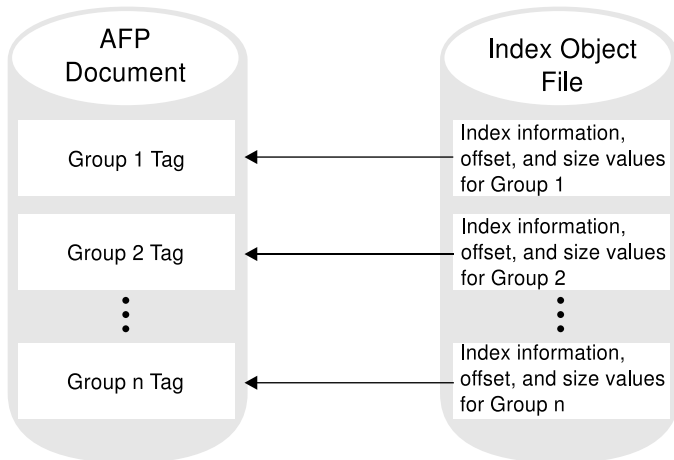 AFP
Document
Group 1 Tag
Group 2 Tag
Group n Tag
Index Object
File
Index information,
offset, and size values
for Group 1
Index information,
offset, and size values
for Group 2
Index information,
offset, and size values
for Group n